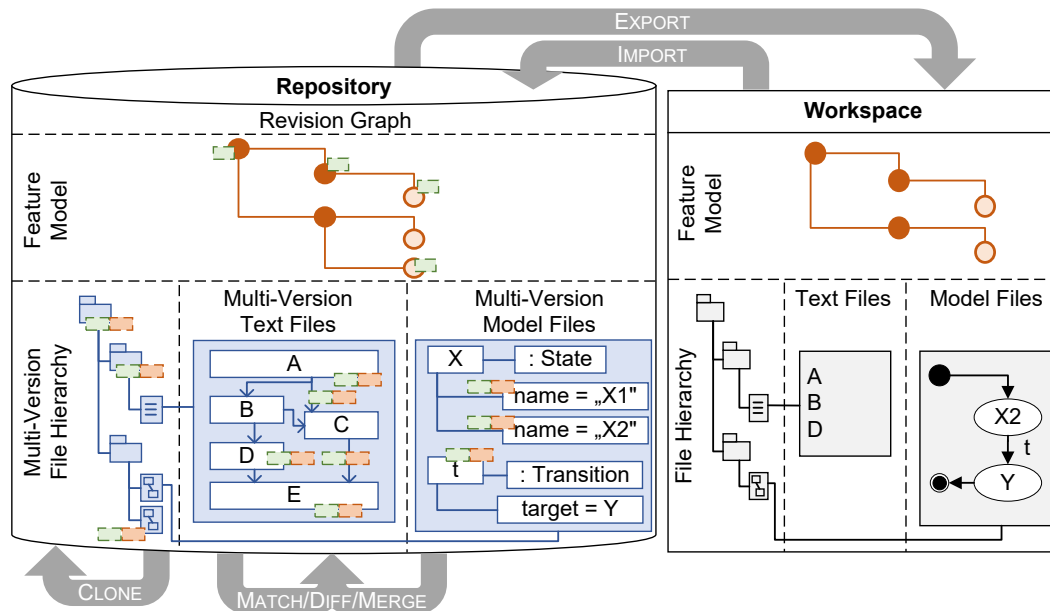 EXPORT
IMPORT
Repository
Revision Graph
Feature
Model
Multi-Version
File Hierarchy
Multi-Version
Text Files
A
B
C
D
E
Multi-Version
Model Files
X
: State
name = „X1"
name = „X2"
t
: Transition
target = Y
CLONE
MATCH/DIFF/MERGE
Workspace
Feature
Model
File Hierarchy
Text Files
A
B
D
Model Files
X2
t
Y